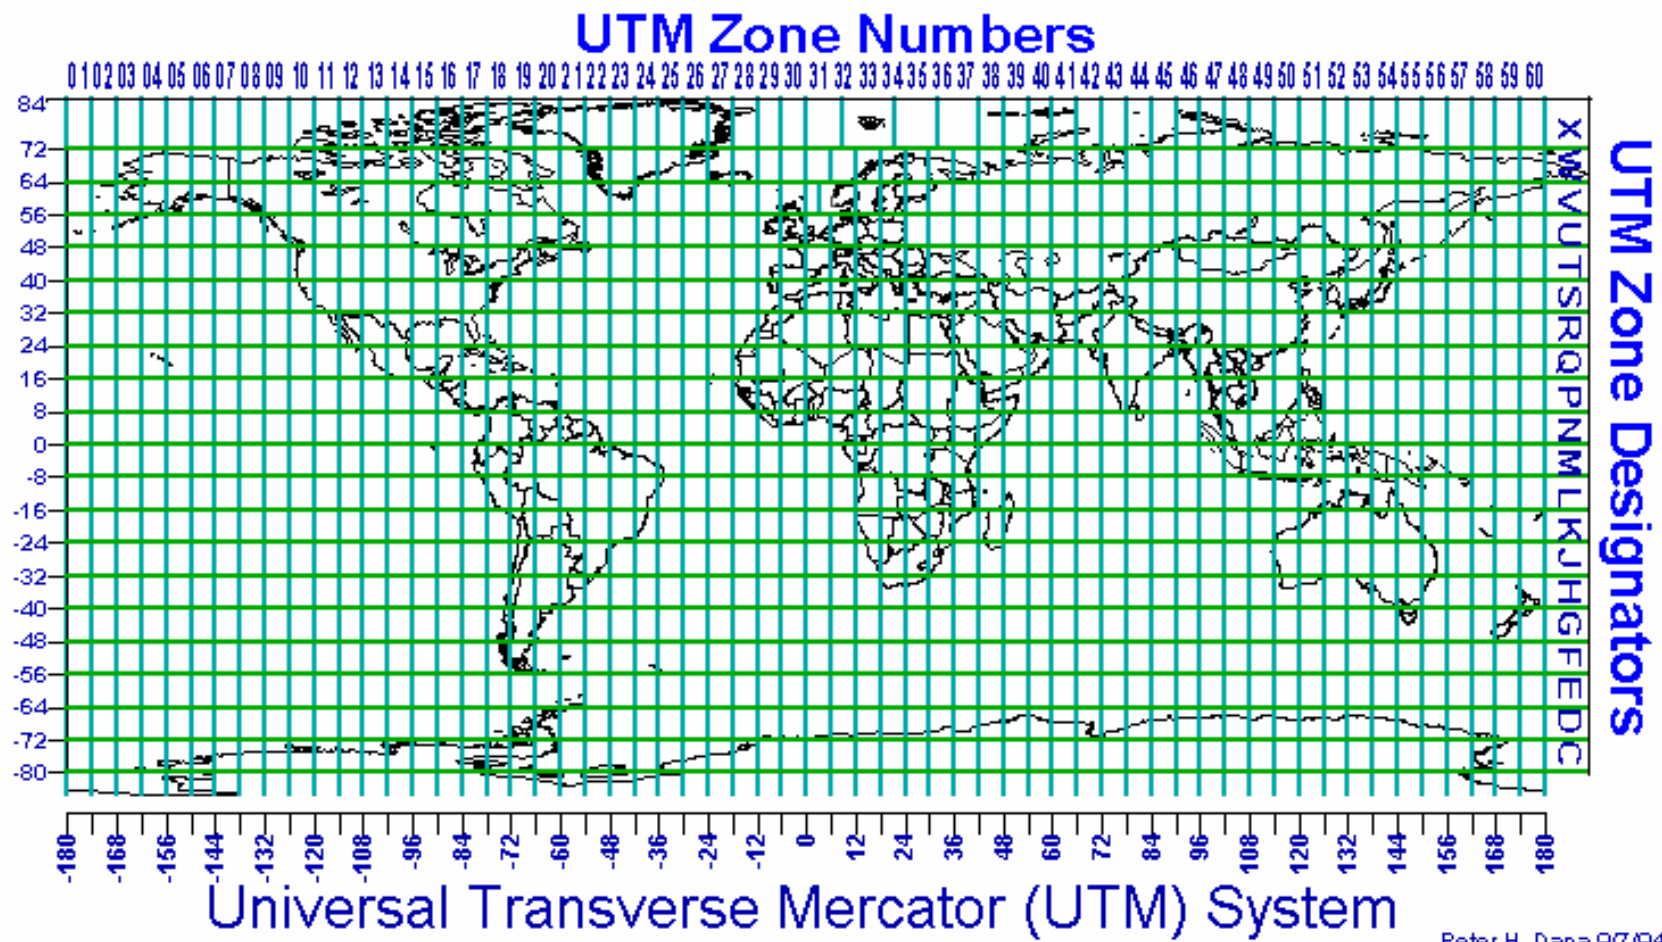 UTM Zone Numbers
01 02 03 04 05 06 07 08 09 10 11 12 13 14 15 16 17 18 19 20 21 22 23 24 25 26 27 28 29 30 31 32 33 34 35 36 37 38 39 40 41 42 43 44 45 46 47 48 49 50 51 52 53 54 55 56 57 58 59 60
84
72
64
56
48
40
32
24
16
8
0
-8
-16
-24
-32
-40
-48
-56
-64
-72
-80
X
W
V
U
T
S
R
Q
P
N
M
L
K
J
H
G
F
E
D
C
UTM Zone Designators
-180 -168 -156 -144 -132 -120 -108 -96 -84 -72 -60 -48 -36 -24 -12 0 12 24 36 48 60 72 84 96 108 120 132 144 156 168 180
Universal Transverse Mercator (UTM) System
Peter H. Dana 9/7/94